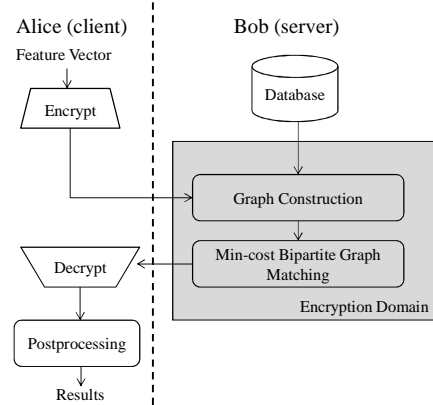 Alice (client)
Bob (server)
Feature Vector
Encrypt
Database
Graph Construction
Min-cost Bipartite Graph
Matching
Decrypt
Encryption Domain
Postprocessing
Results